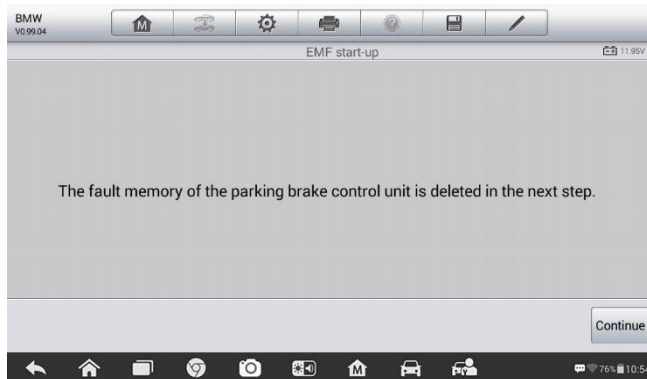 BMW
V0.99.04
EMF start-up
11.95V
The fault memory of the parking brake control unit is deleted in the next step.
Continue
76% 10:54